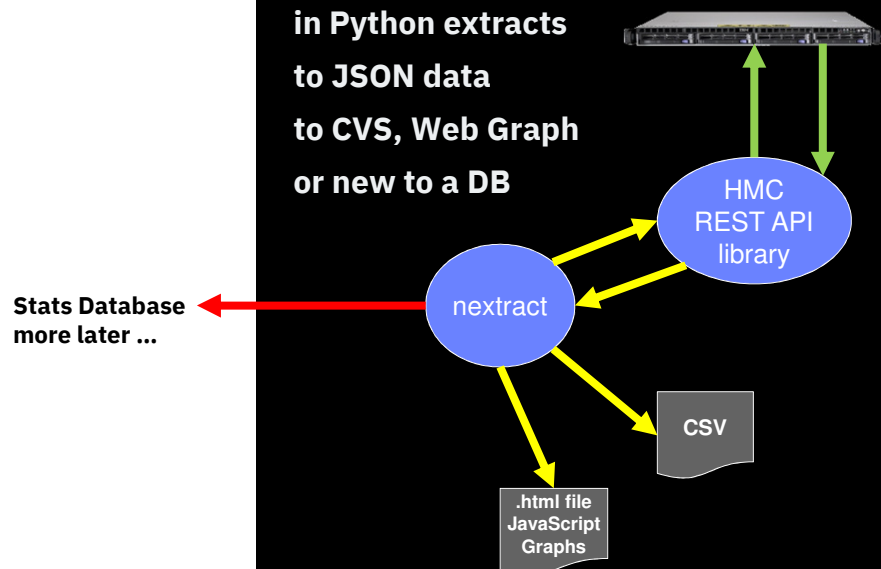 in Python extracts
to JSON data
to CVS, Web Graph
or new to a DB
HMC
REST API
library
nextract
Stats Database
more later ...
CSV
.html file
JavaScript
Graphs